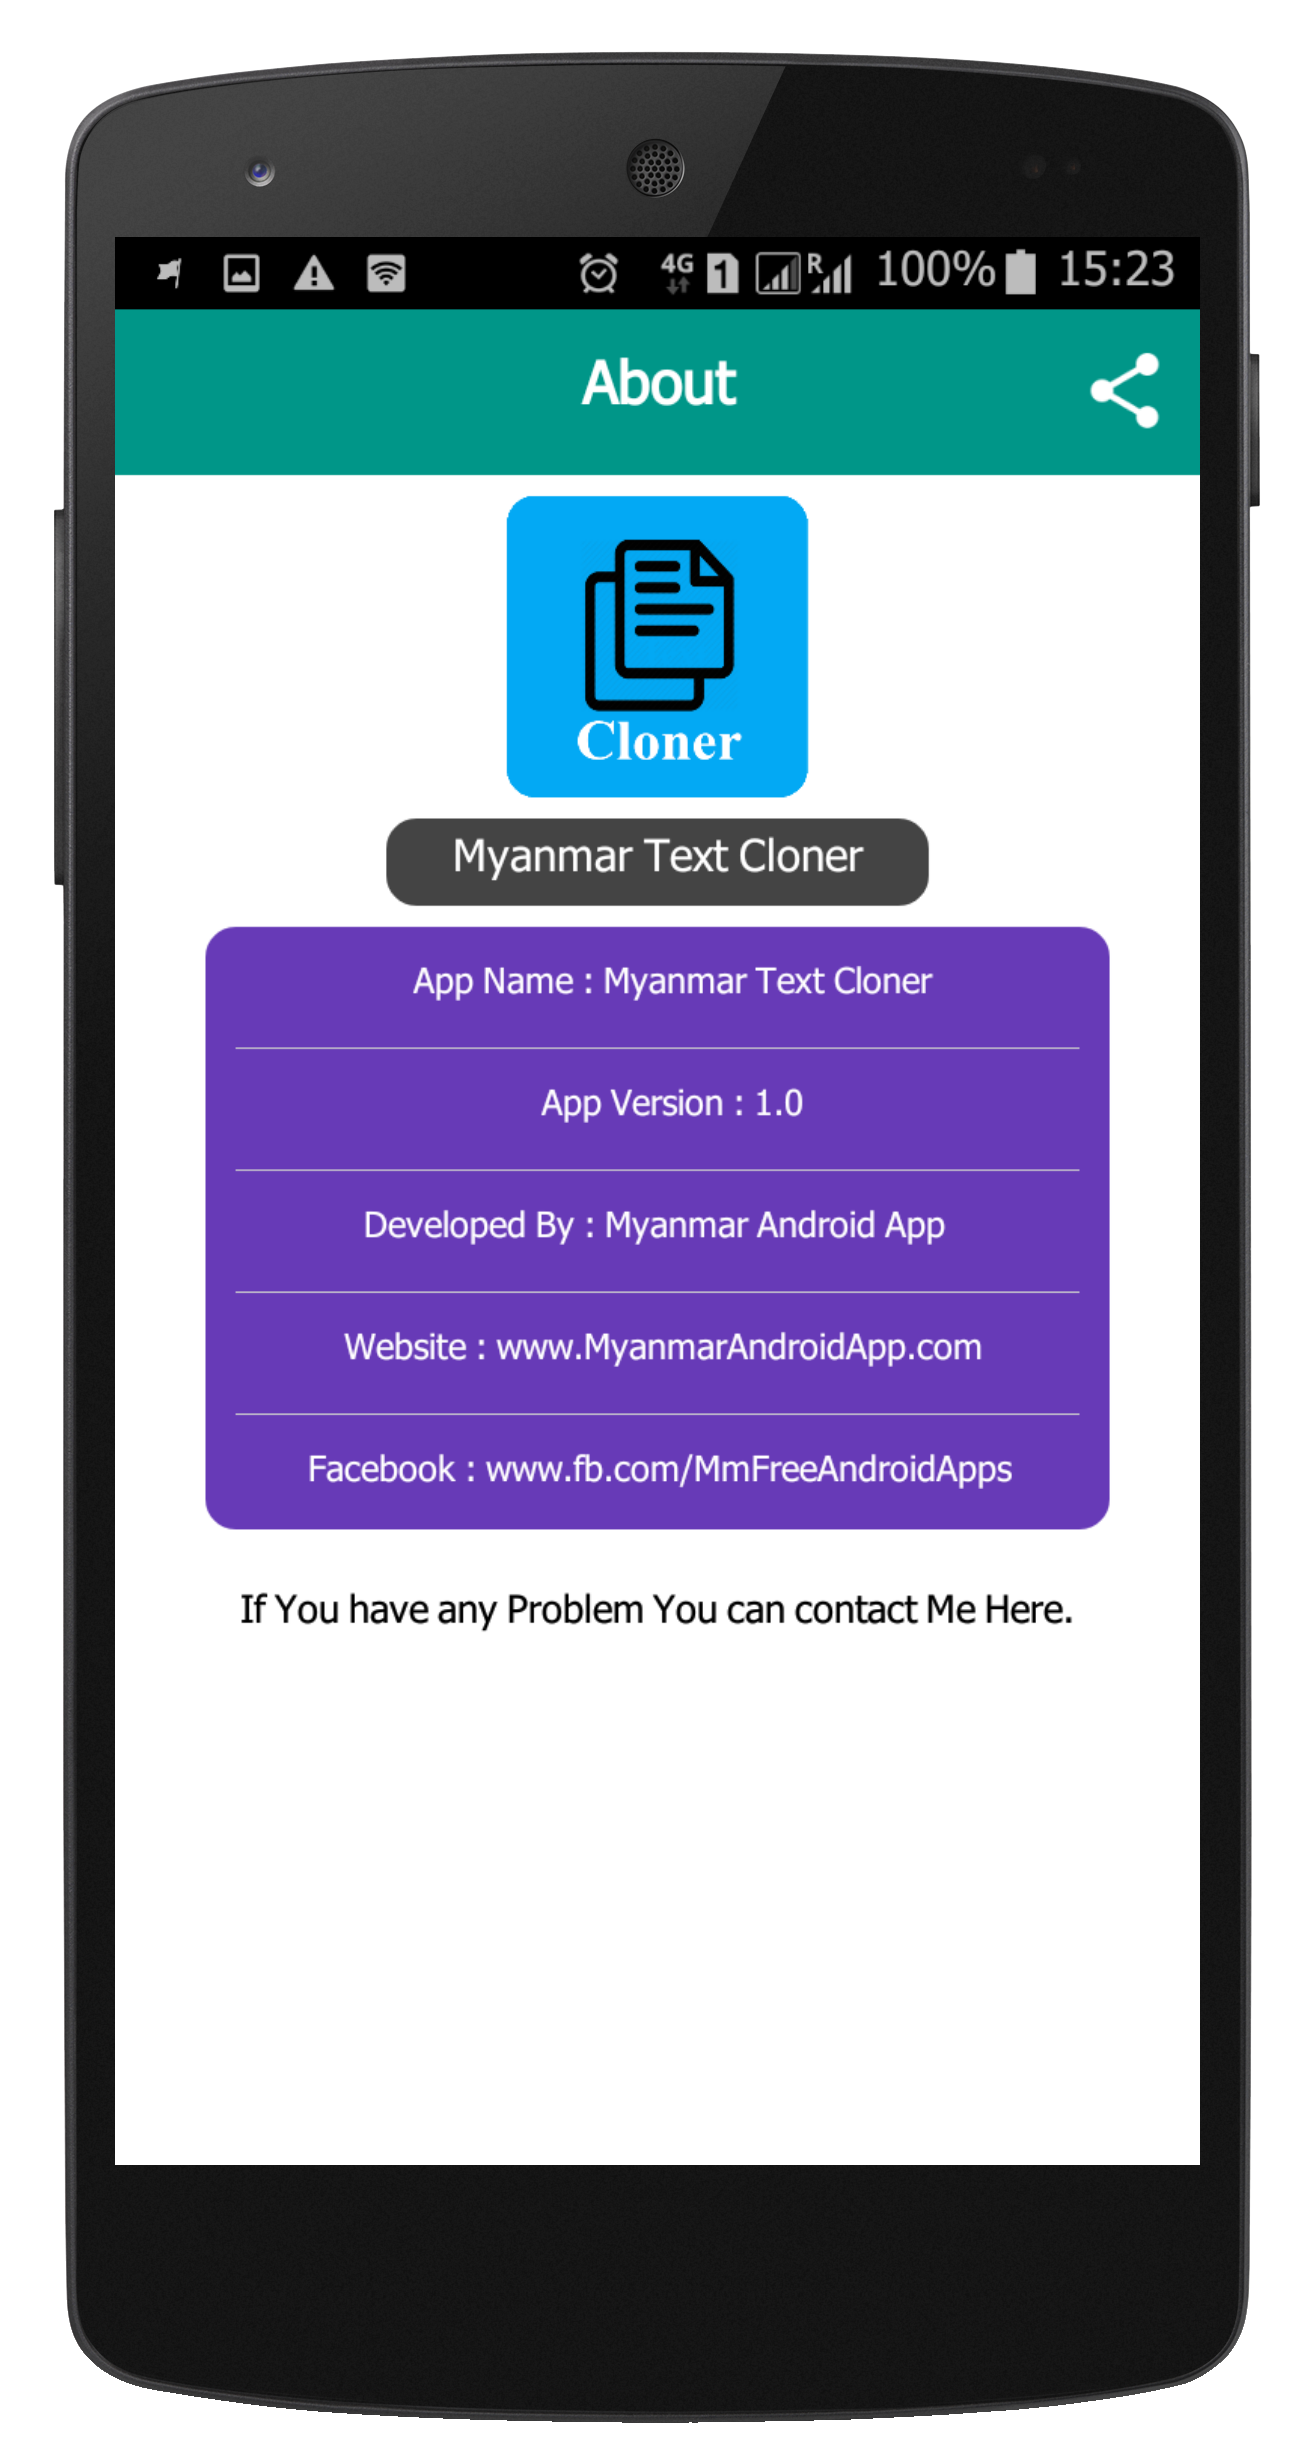 4G 1 R 100% 15:23
About
Cloner
Myanmar Text Cloner
App Name : Myanmar Text Cloner
App Version : 1.0
Developed By : Myanmar Android App
Website : www.MyanmarAndroidApp.com
Facebook : www.fb.com/MmFreeAndroidApps
If You have any Problem You can contact Me Here.